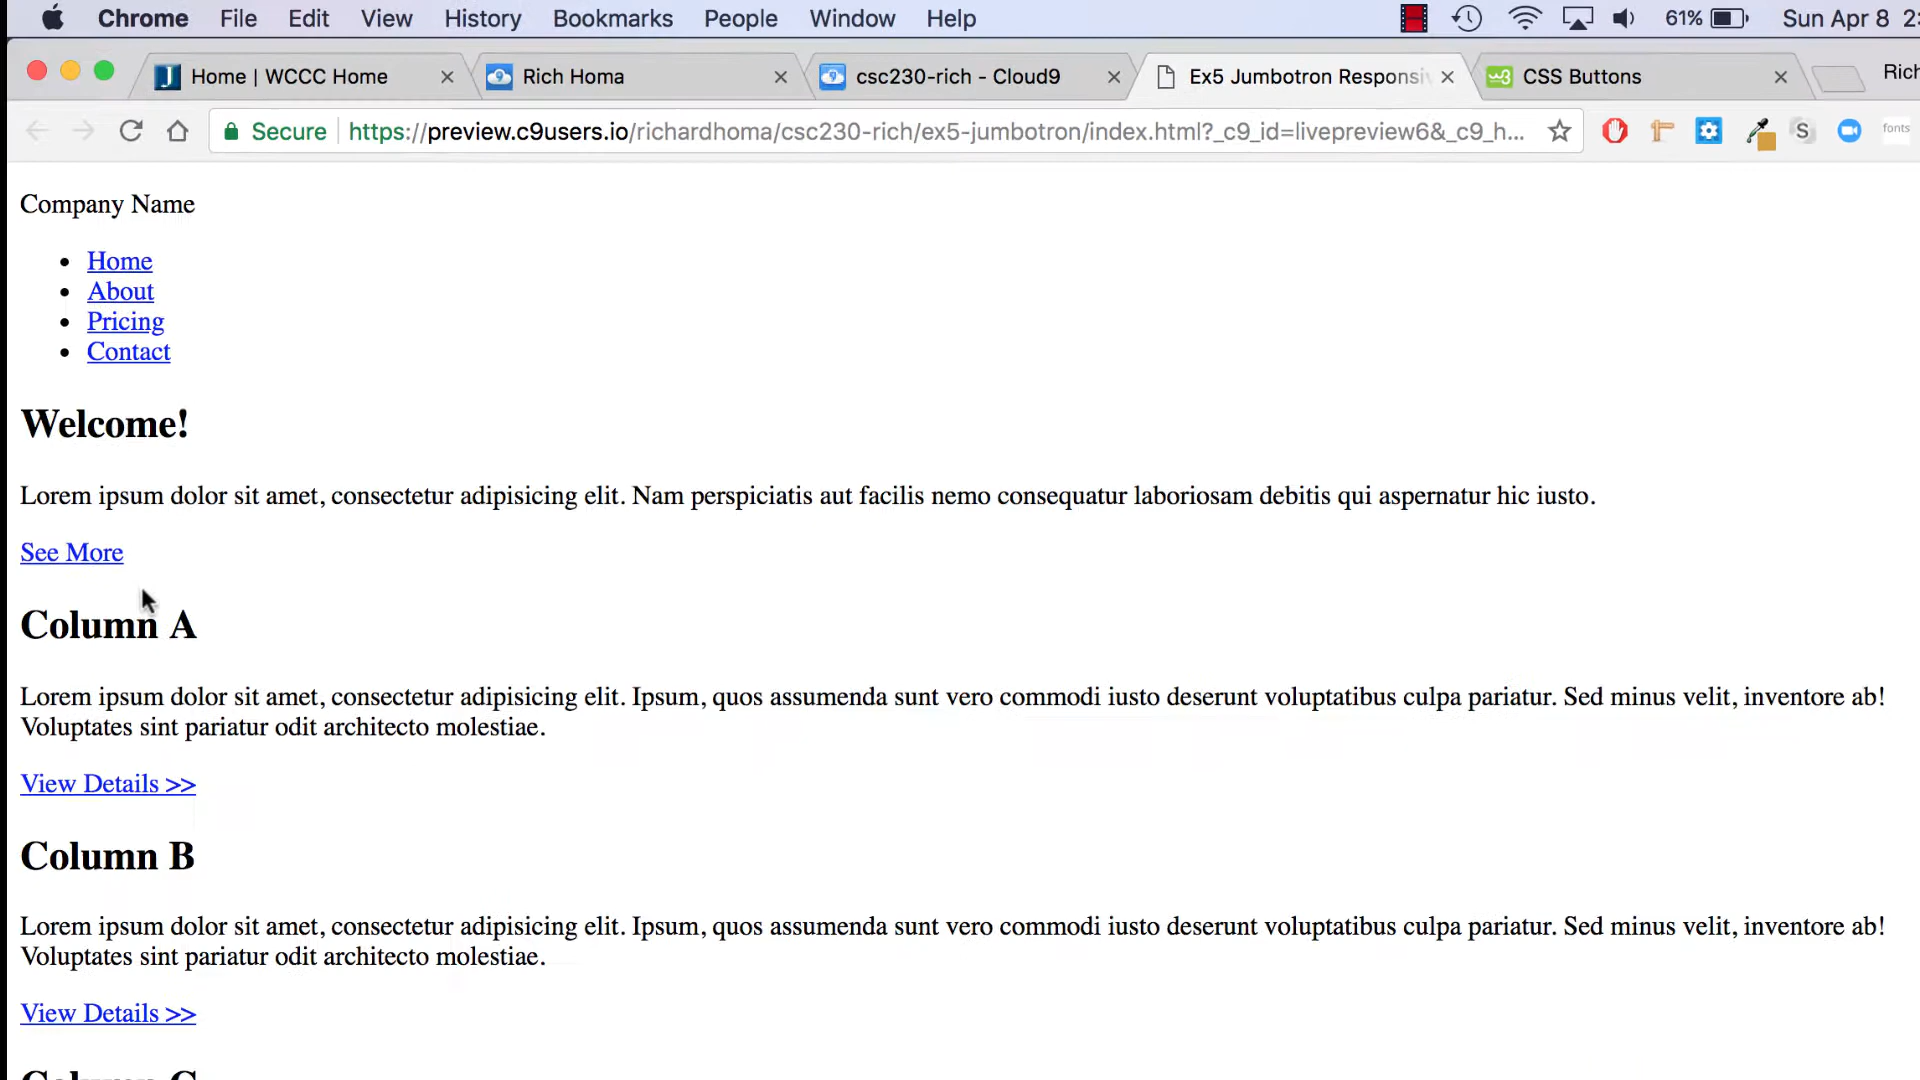 Chrome File Edit View History Bookmarks People Window Help 61% Sun Apr 8
Home | WCCC Home Rich Homa csc230-rich - Cloud9 Ex5 Jumbotron Responsi CSS Buttons Rich
Secure https://preview.c9users.io/richardhoma/csc230-rich/ex5-jumbotron/index.html?_c9_id=livepreview6&_c9_h... S fonts
Company Name
Home
About
Pricing
Contact
Welcome!
Lorem ipsum dolor sit amet, consectetur adipisicing elit. Nam perspiciatis aut facilis nemo consequatur laboriosam debitis qui aspernatur hic iusto.
See More
Column A
Lorem ipsum dolor sit amet, consectetur adipisicing elit. Ipsum, quos assumenda sunt vero commodi iusto deserunt voluptatibus culpa pariatur. Sed minus velit, inventore ab!
Voluptates sint pariatur odit architecto molestiae.
View Details >>
Column B
Lorem ipsum dolor sit amet, consectetur adipisicing elit. Ipsum, quos assumenda sunt vero commodi iusto deserunt voluptatibus culpa pariatur. Sed minus velit, inventore ab!
Voluptates sint pariatur odit architecto molestiae.
View Details >>